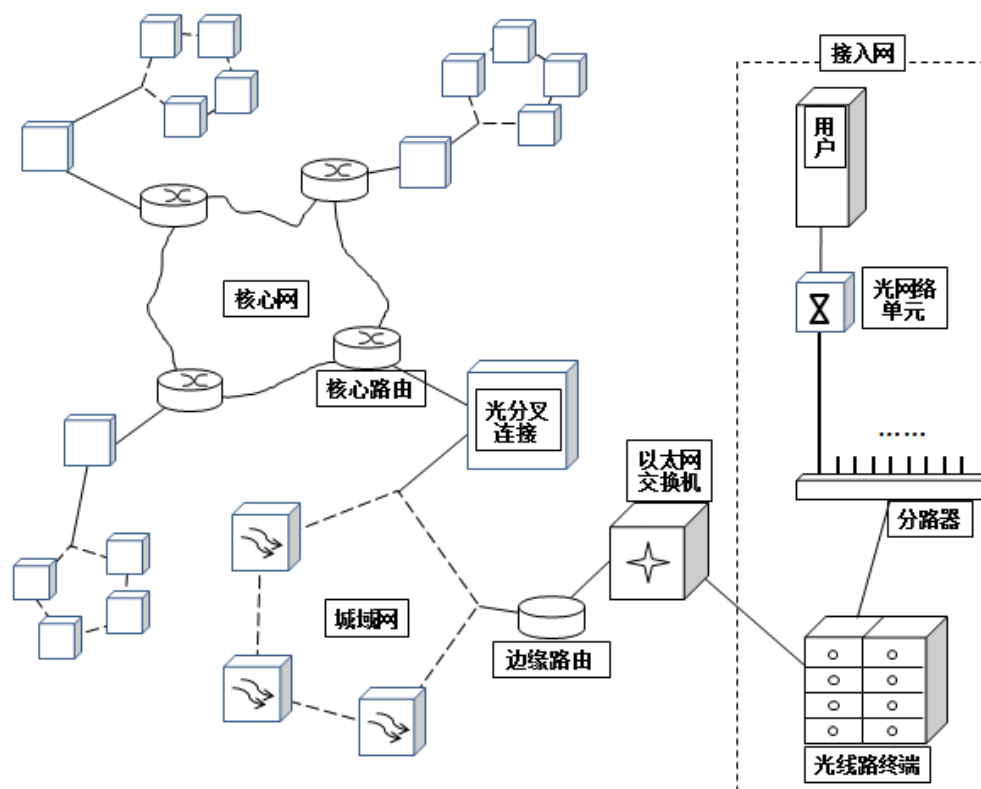 接入网
用
户
光网络
单元
核心网
核心路由
光分叉
连接
……
以太网
交换机
分路器
城域网
边缘路由
光线路终端